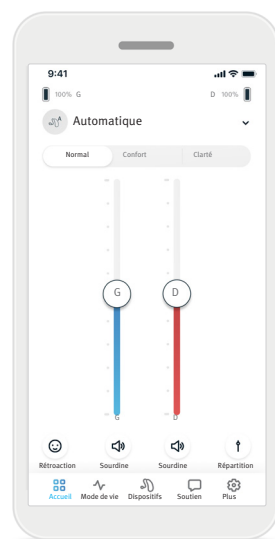 9:41
100% G D 100%
Automatique
Normal Confort Clarté
G D
G D
Rétroaction Sourdine Sourdine Répartition
Accueil Mode de vie Dispositifs Soutien Plus